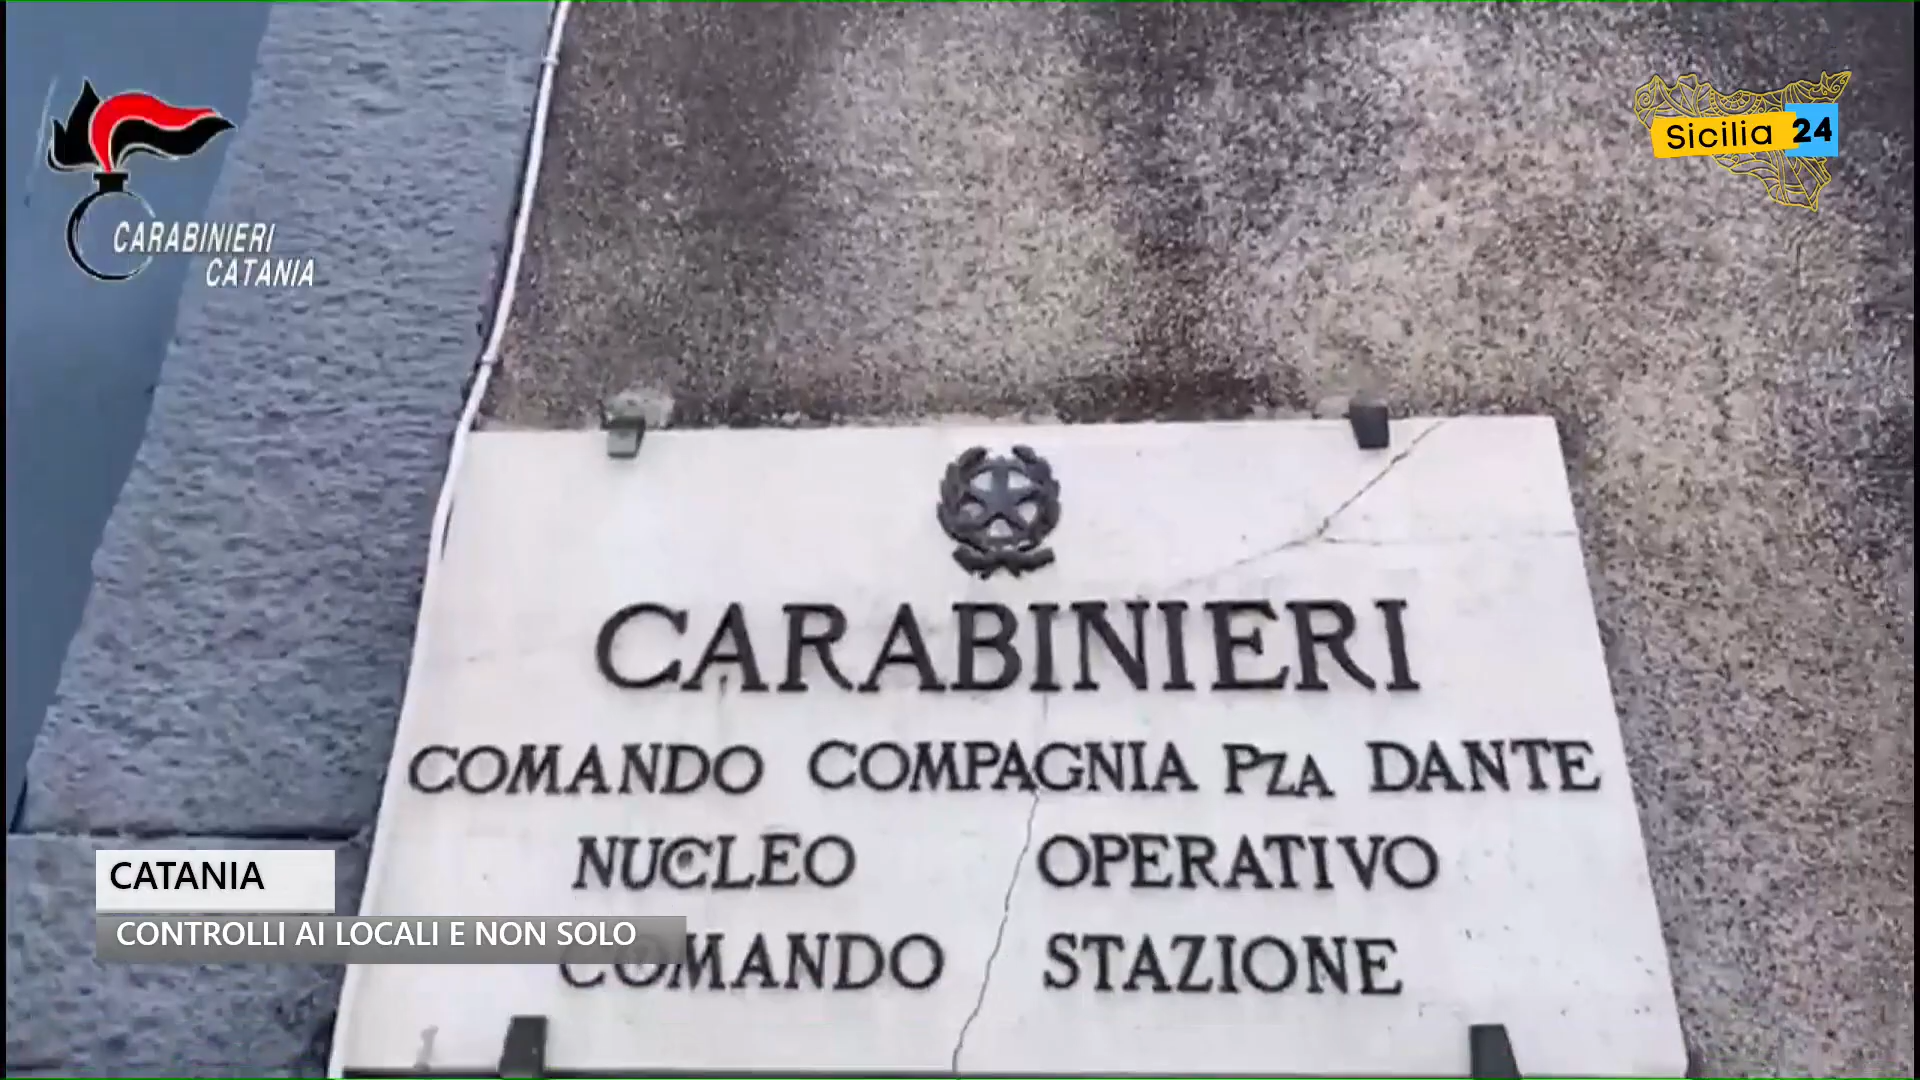 CARABINIERI
CATANIA
Sicilia 24
CARABINIERI
COMANDO COMPAGNIA PZA DANTE
NUCLEO OPERATIVO
COMANDO STAZIONE
CATANIA
CONTROLLI AI LOCALI E NON SOLO